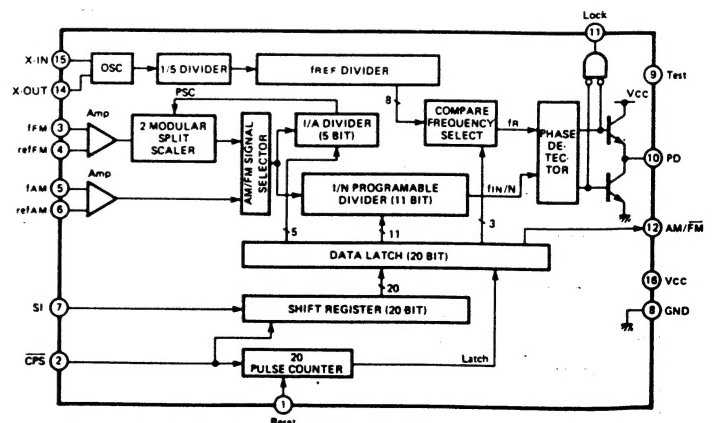 Lock
11
X-IN 15
OSC
1/5 DIVIDER
fREF DIVIDER
9 Test
X-OUT 14
PSC
8
VCC
Amp
fFM 3
refFM 4
2 MODULAR
SPLIT
SCALER
1/A DIVIDER
(5 BIT)
COMPARE
FREQUENCY
SELECT
fR
PHASE
DE-
TEC-
TOR
10 PD
AM/FM SIGNAL
SELECTOR
Amp
fAM 5
refAM 6
1/N PROGRAMABLE
DIVIDER (11 BIT)
fIN/N
5
11
3
12 AM/FM
DATA LATCH (20 BIT)
20
16 VCC
SI 7
SHIFT REGISTER (20 BIT)
8 GND
CPS 2
20
PULSE COUNTER
Latch
1
Reset